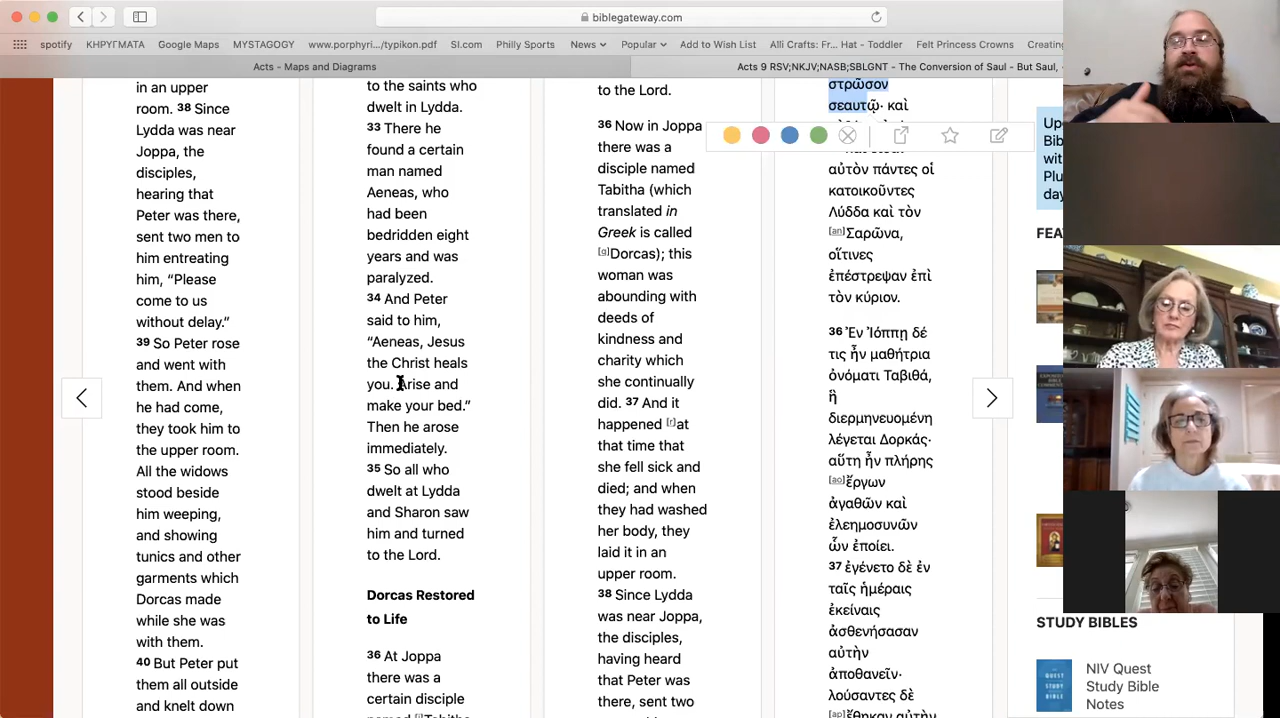 biblegateway.com
spotify
ΚΗΡΥΓΜΑΤΑ
Google Maps
MYSTAGOGY
www.porphyri.../typikon.pdf
SI.com
Philly Sports
News
Popular
Add to Wish List
Alli Crafts: Fr... Hat - Toddler
Felt Princess Crowns
Creating
Acts - Maps and Diagrams
Acts 9 RSV;NKJV;NASB;SBLGNT - The Conversion of Saul - But Saul,
in an upper
room. 38 Since
Lydda was near
Joppa, the
disciples,
hearing that
Peter was there,
sent two men to
him entreating
him, “Please
come to us
without delay.”
39 So Peter rose
and went with
them. And when
he had come,
they took him to
the upper room.
All the widows
stood beside
him weeping,
and showing
tunics and other
garments which
Dorcas made
while she was
with them.
40 But Peter put
them all outside
and knelt down
to the saints who
dwelt in Lydda.
33 There he
found a certain
man named
Aeneas, who
had been
bedridden eight
years and was
paralyzed.
34 And Peter
said to him,
“Aeneas, Jesus
the Christ heals
you. Arise and
make your bed.”
Then he arose
immediately.
35 So all who
dwelt at Lydda
and Sharon saw
him and turned
to the Lord.
Dorcas Restored
to Life
36 At Joppa
there was a
certain disciple
to the Lord.
36 Now in Joppa
there was a
disciple named
Tabitha (which
translated in
Greek is called
[q]Dorcas); this
woman was
abounding with
deeds of
kindness and
charity which
she continually
did. 37 And it
happened [r]at
that time that
she fell sick and
died; and when
they had washed
her body, they
laid it in an
upper room.
38 Since Lydda
was near Joppa,
the disciples,
having heard
that Peter was
there, sent two
στρῶσον
σεαυτῷ· καὶ
αὐτὸν πάντες οἱ
κατοικοῦντες
Λύδδα καὶ τὸν
[an]Σαρῶνα,
οἵτινες
ἐπέστρεψαν ἐπὶ
τὸν κύριον.
36 Ἐν Ἰόππῃ δέ
τις ἦν μαθήτρια
ὀνόματι Ταβιθά,
ἣ
διερμηνευομένη
λέγεται Δορκάς·
αὕτη ἦν πλήρης
[ao]ἔργων
ἀγαθῶν καὶ
ἐλεημοσυνῶν
ὧν ἐποίει.
37 ἐγένετο δὲ ἐν
ταῖς ἡμέραις
ἐκείναις
ἀσθενήσασαν
αὐτὴν
ἀποθανεῖν·
λούσαντες δὲ
[ap]ἔθηκαν αὐτὴν
Up
Bib
wit
Plu
day
FEA
STUDY BIBLES
NIV Quest
Study Bible
Notes